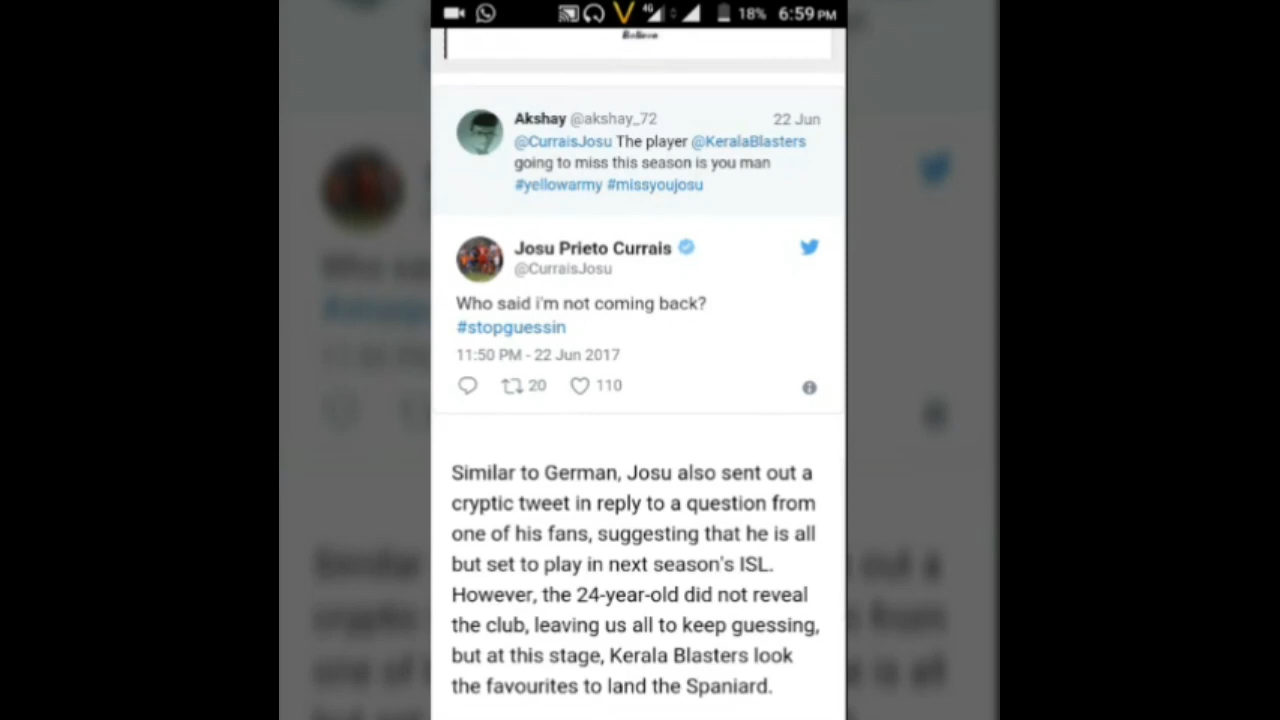 4G 18% 6:59 PM
Believe
Akshay @akshay_72 22 Jun
@CurraisJosu The player @KeralaBlasters
going to miss this season is you man
#yellowarmy #missyoujosu
Josu Prieto Currais
@CurraisJosu
Who said i'm not coming back?
#stopguessin
11:50 PM - 22 Jun 2017
20 110
Similar to German, Josu also sent out a
cryptic tweet in reply to a question from
one of his fans, suggesting that he is all
but set to play in next season's ISL.
However, the 24-year-old did not reveal
the club, leaving us all to keep guessing,
but at this stage, Kerala Blasters look
the favourites to land the Spaniard.